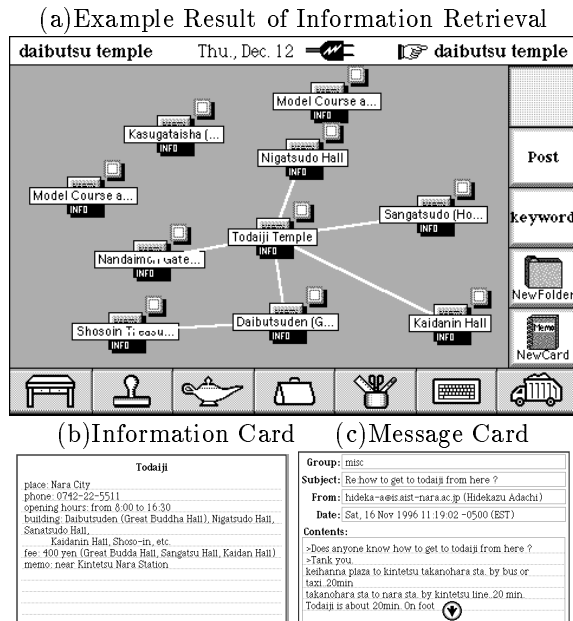 (a)Example Result of Information Retrieval
daibutsu temple Thu., Dec. 12 daibutsu temple
Model Course a...
INFO
Kasugataisha (...
INFO
Nigatsudo Hall
INFO
Post
Model Course a...
INFO
Sangatsudo (Ho...
INFO
keyword
Todaiji Temple
INFO
Nandaimon Gate...
INFO
NewFolder
Daibutsuden (G...
INFO
Kaidanin Hall
INFO
Shosoin Treasu...
INFO
Memo
NewCard
(b)Information Card
Todaiji
place: Nara City
phone: 0742-22-5511
opening hours: from 8:00 to 16:30
building: Daibutusden (Great Buddha Hall), Nigatsudo Hall,
Sanatsudo Hall,
Kaidanin Hall, Shoso-in, etc.
fee: 400 yen (Great Budda Hall, Sangatsu Hall, Kaidan Hall)
memo: near Kintetsu Nara Station
(c)Message Card
Group: misc
Subject: Re:how to get to todaiji from here ?
From: hideka-a@is.aist-nara.ac.jp (Hidekazu Adachi)
Date: Sat, 16 Nov 1996 11:19:02 -0500 (EST)
Contents:
>Does anyone know how to get to todaiji from here ?
>Tank you.
keihanna plaza to kintetsu takanohara sta. by bus or
taxi..20min
takanohara sta to nara sta. by kintetsu line..20 min.
Todaiji is about 20min. On foot